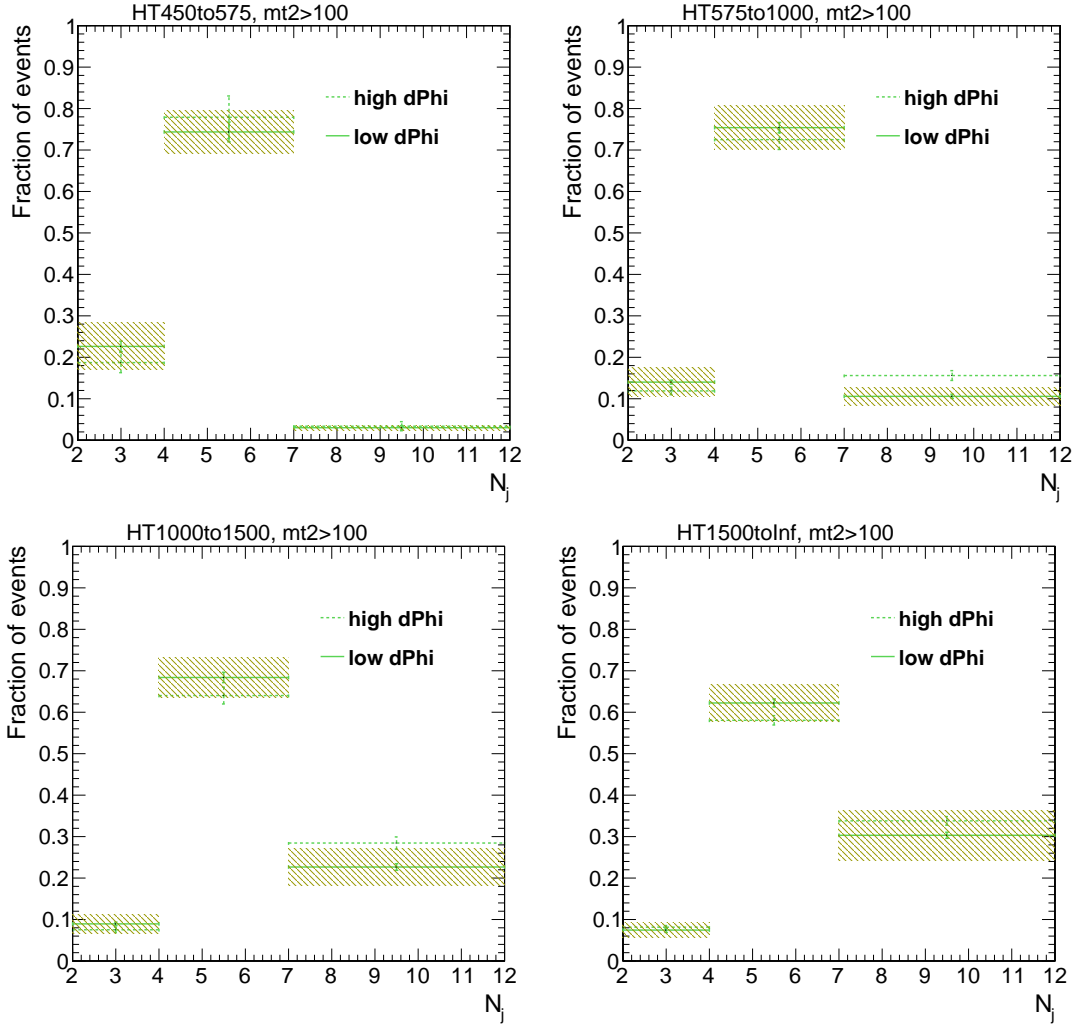 HT450to575, mt2>100
Fraction of events
1
0.9
0.8
0.7
0.6
0.5
0.4
0.3
0.2
0.1
0
high dPhi
low dPhi
2 3 4 5 6 7 8 9 10 11 12
N_j
HT575to1000, mt2>100
Fraction of events
1
0.9
0.8
0.7
0.6
0.5
0.4
0.3
0.2
0.1
0
high dPhi
low dPhi
2 3 4 5 6 7 8 9 10 11 12
N_j
HT1000to1500, mt2>100
Fraction of events
1
0.9
0.8
0.7
0.6
0.5
0.4
0.3
0.2
0.1
0
high dPhi
low dPhi
2 3 4 5 6 7 8 9 10 11 12
N_j
HT1500toInf, mt2>100
Fraction of events
1
0.9
0.8
0.7
0.6
0.5
0.4
0.3
0.2
0.1
0
high dPhi
low dPhi
2 3 4 5 6 7 8 9 10 11 12
N_j